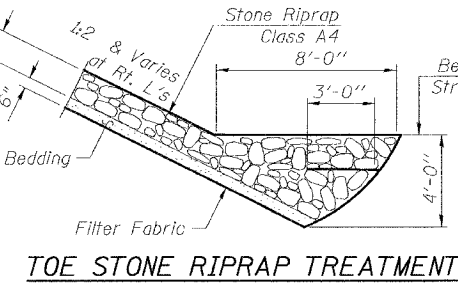 Stone Riprap
Class A4
1:2 & Varies
at Rt. L's
8'-0"
3'-0"
6"
4'-0"
Bedding
Filter Fabric
TOE STONE RIPRAP TREATMENT